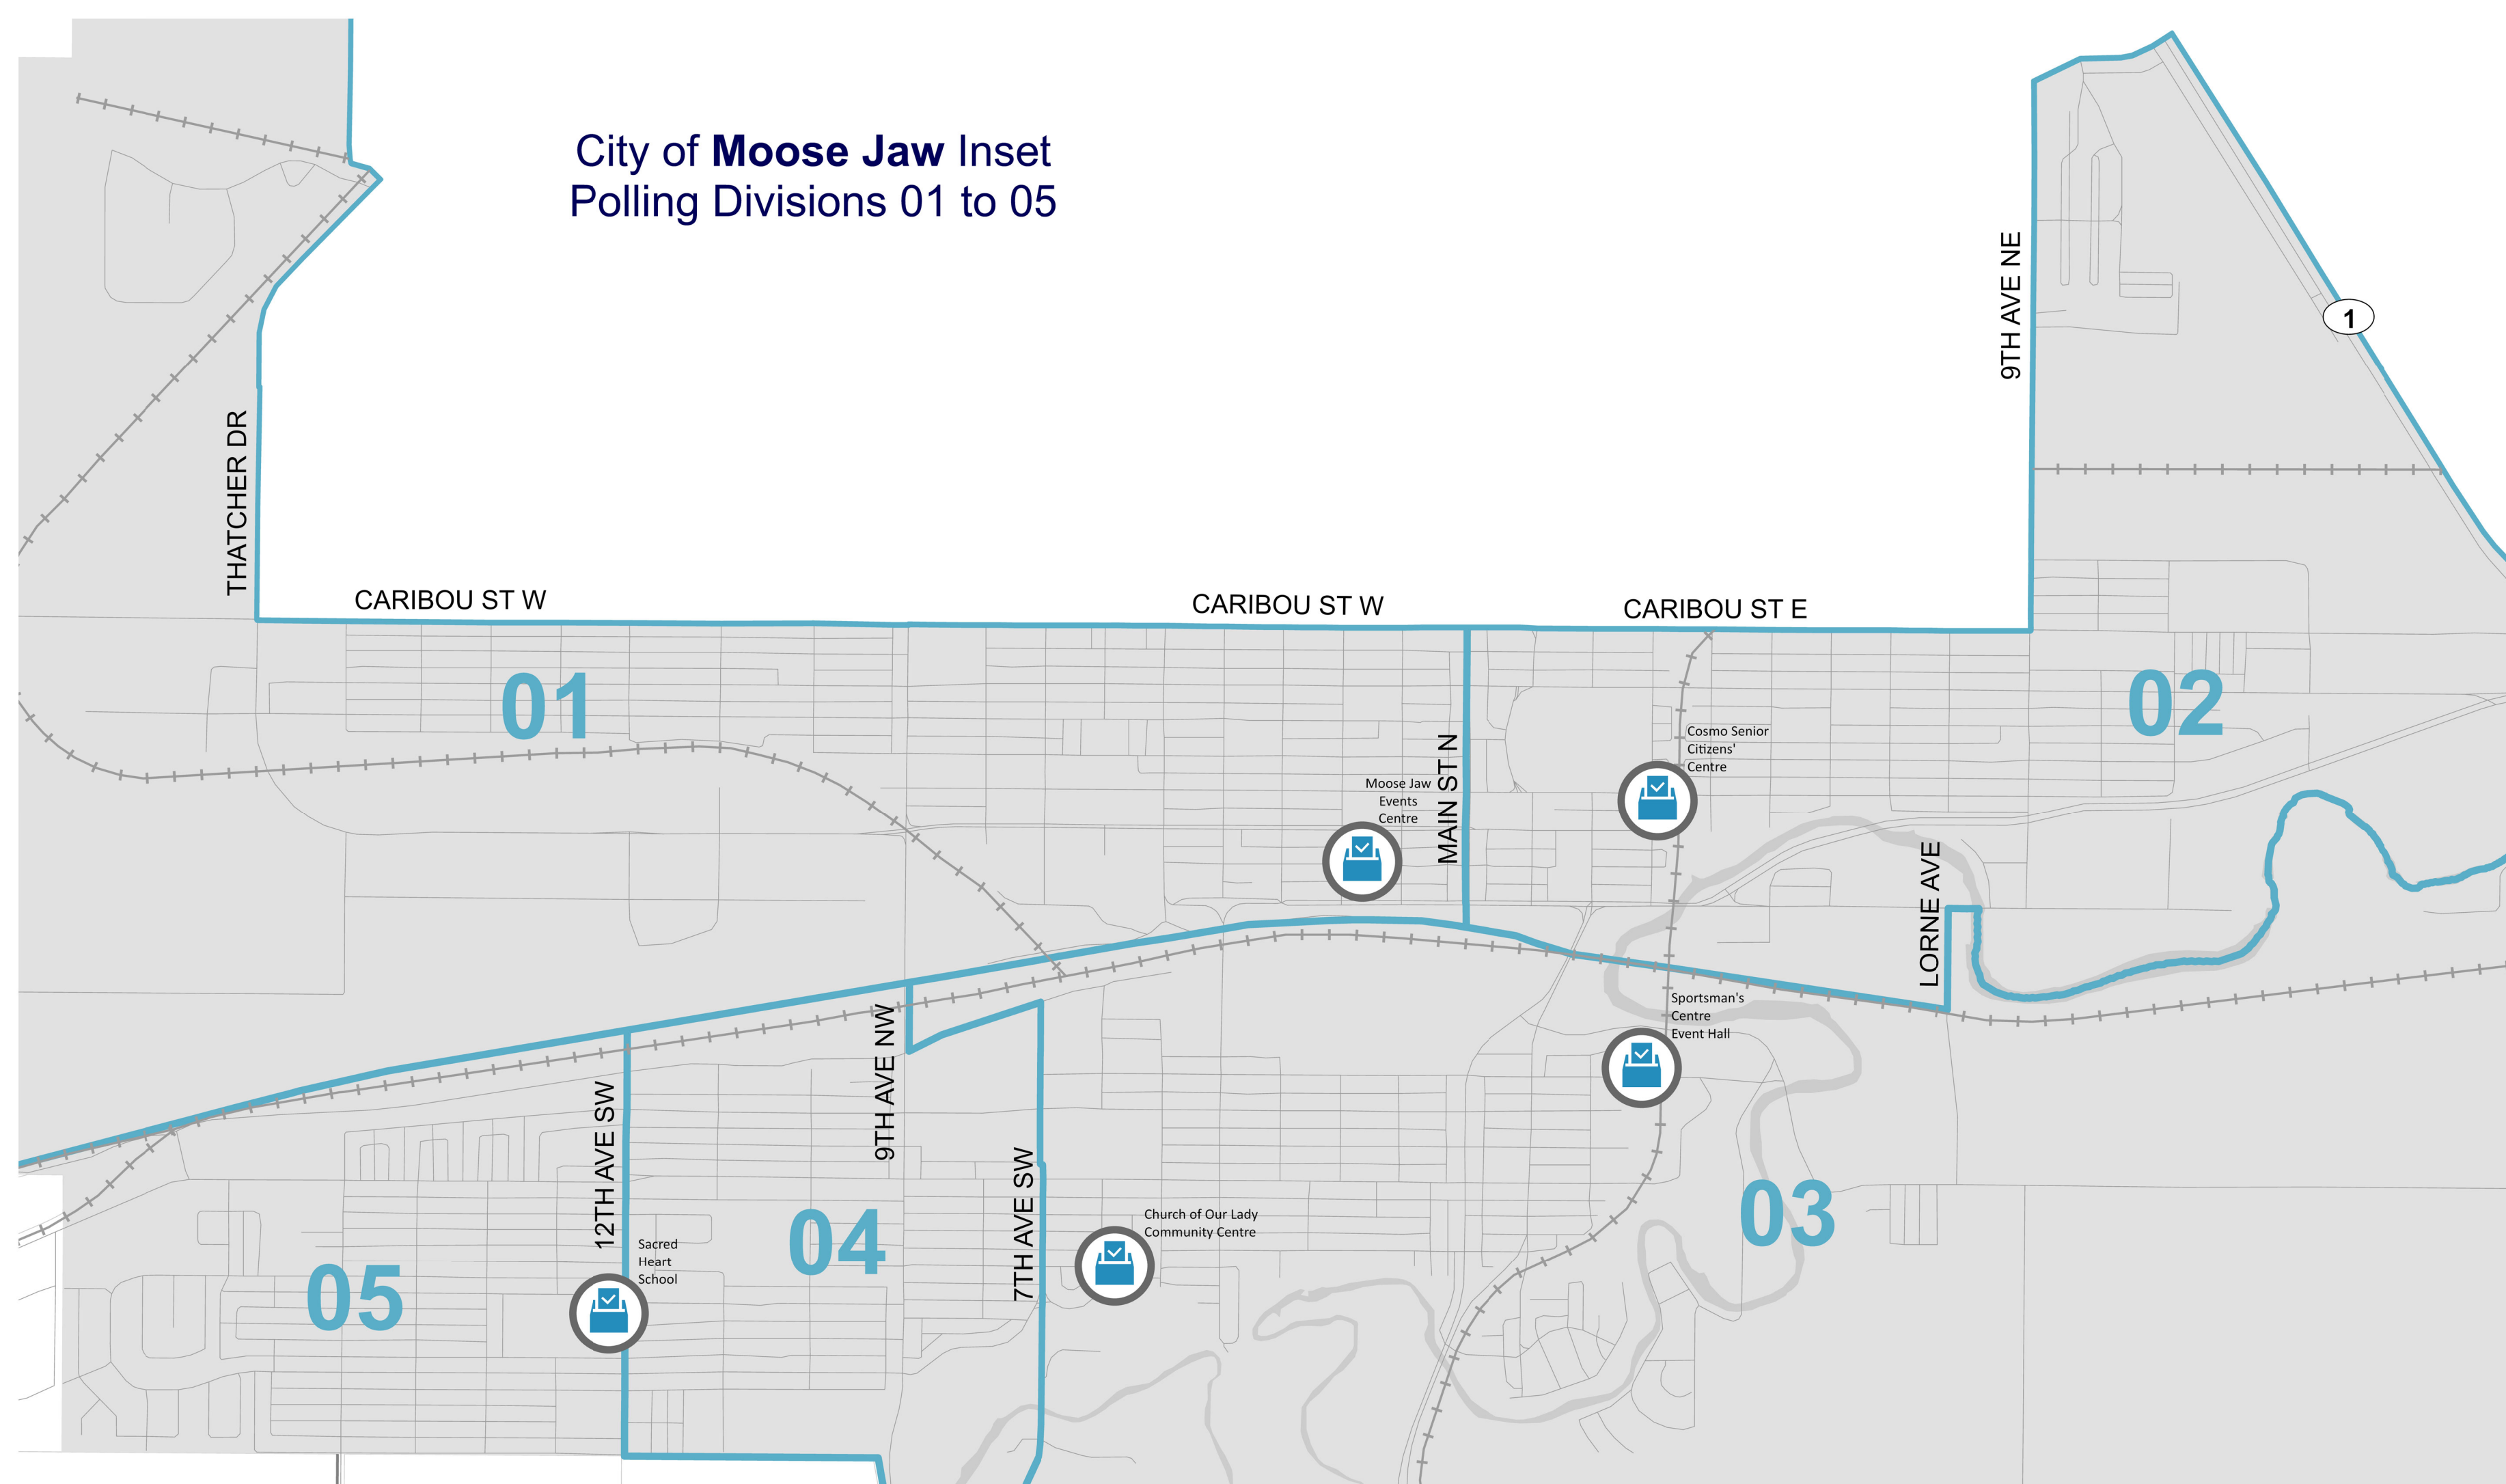 City of Moose Jaw Inset
Polling Divisions 01 to 05
9TH AVE NE
1
THATCHER DR
CARIBOU ST W
CARIBOU ST W
CARIBOU ST E
01
02
MAIN ST N
Cosmo Senior
Citizens'
Centre
Moose Jaw
Events
Centre
LORNE AVE
Sportsman's
Centre
Event Hall
9TH AVE NW
12TH AVE SW
7TH AVE SW
03
04
05
Church of Our Lady
Community Centre
Sacred
Heart
School